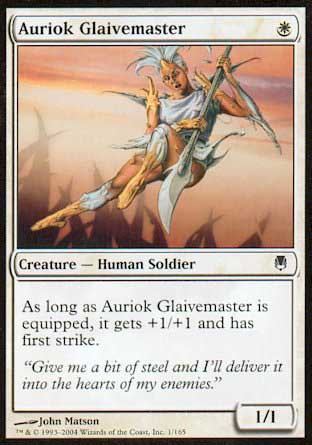 Auriok Glaivemaster
Creature — Human Soldier
As long as Auriok Glaivemaster is
equipped, it gets +1/+1 and has
first strike.
“Give me a bit of steel and I’ll deliver it
into the hearts of my enemies.”
John Matson
™ & © 1993–2004 Wizards of the Coast, Inc. 1/165
1/1